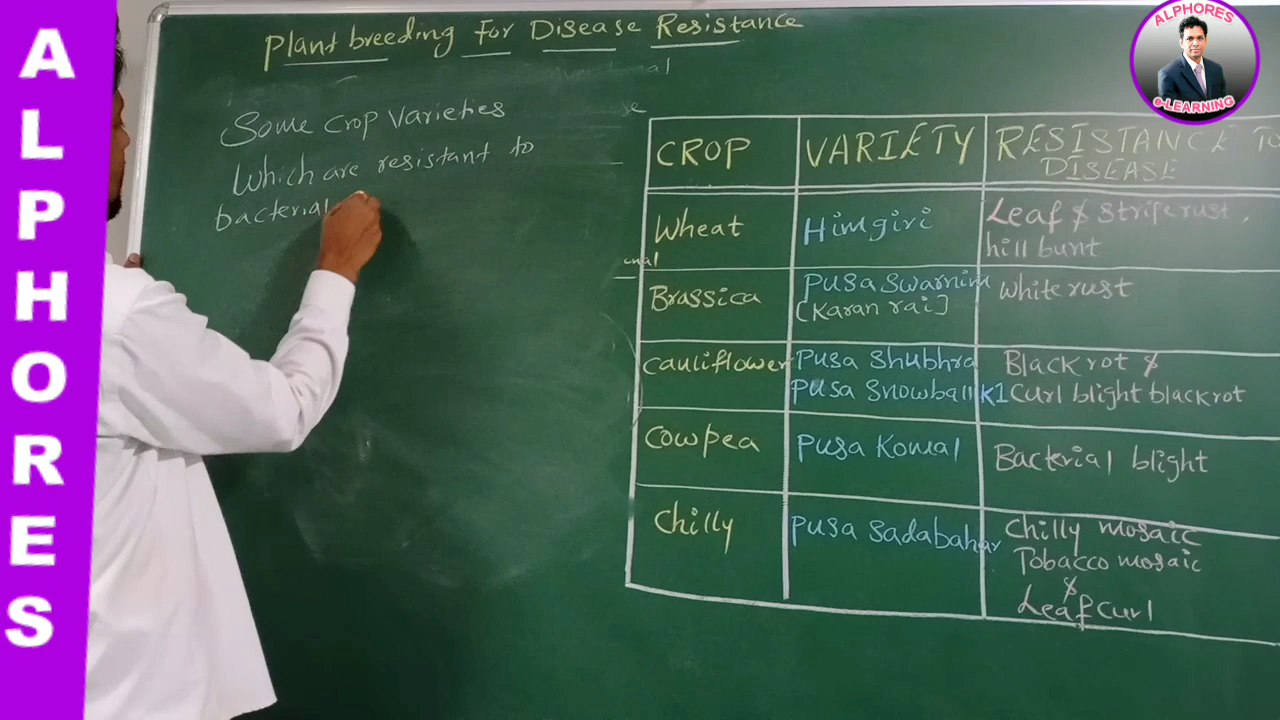 ALPHORES
Plant breeding For Disease Resistance
ALPHORES
e-LEARNING
Some Crop Varieties
Which are resistant to
bacterial
CROP VARIETY RESISTANCE TO
DISEASE
Wheat Himgiri Leaf & Stripe rust,
hill bunt
Brassica Pusa Swarnim White rust
[Karan rai]
Cauliflower Pusa Shubhra Black rot &
Pusa Snowball K1 Curl blight black rot
Cowpea Pusa Komal Bacterial blight
Chilly Pusa Sadabahar Chilly mosaic
Tobacco mosaic
&
Leaf curl